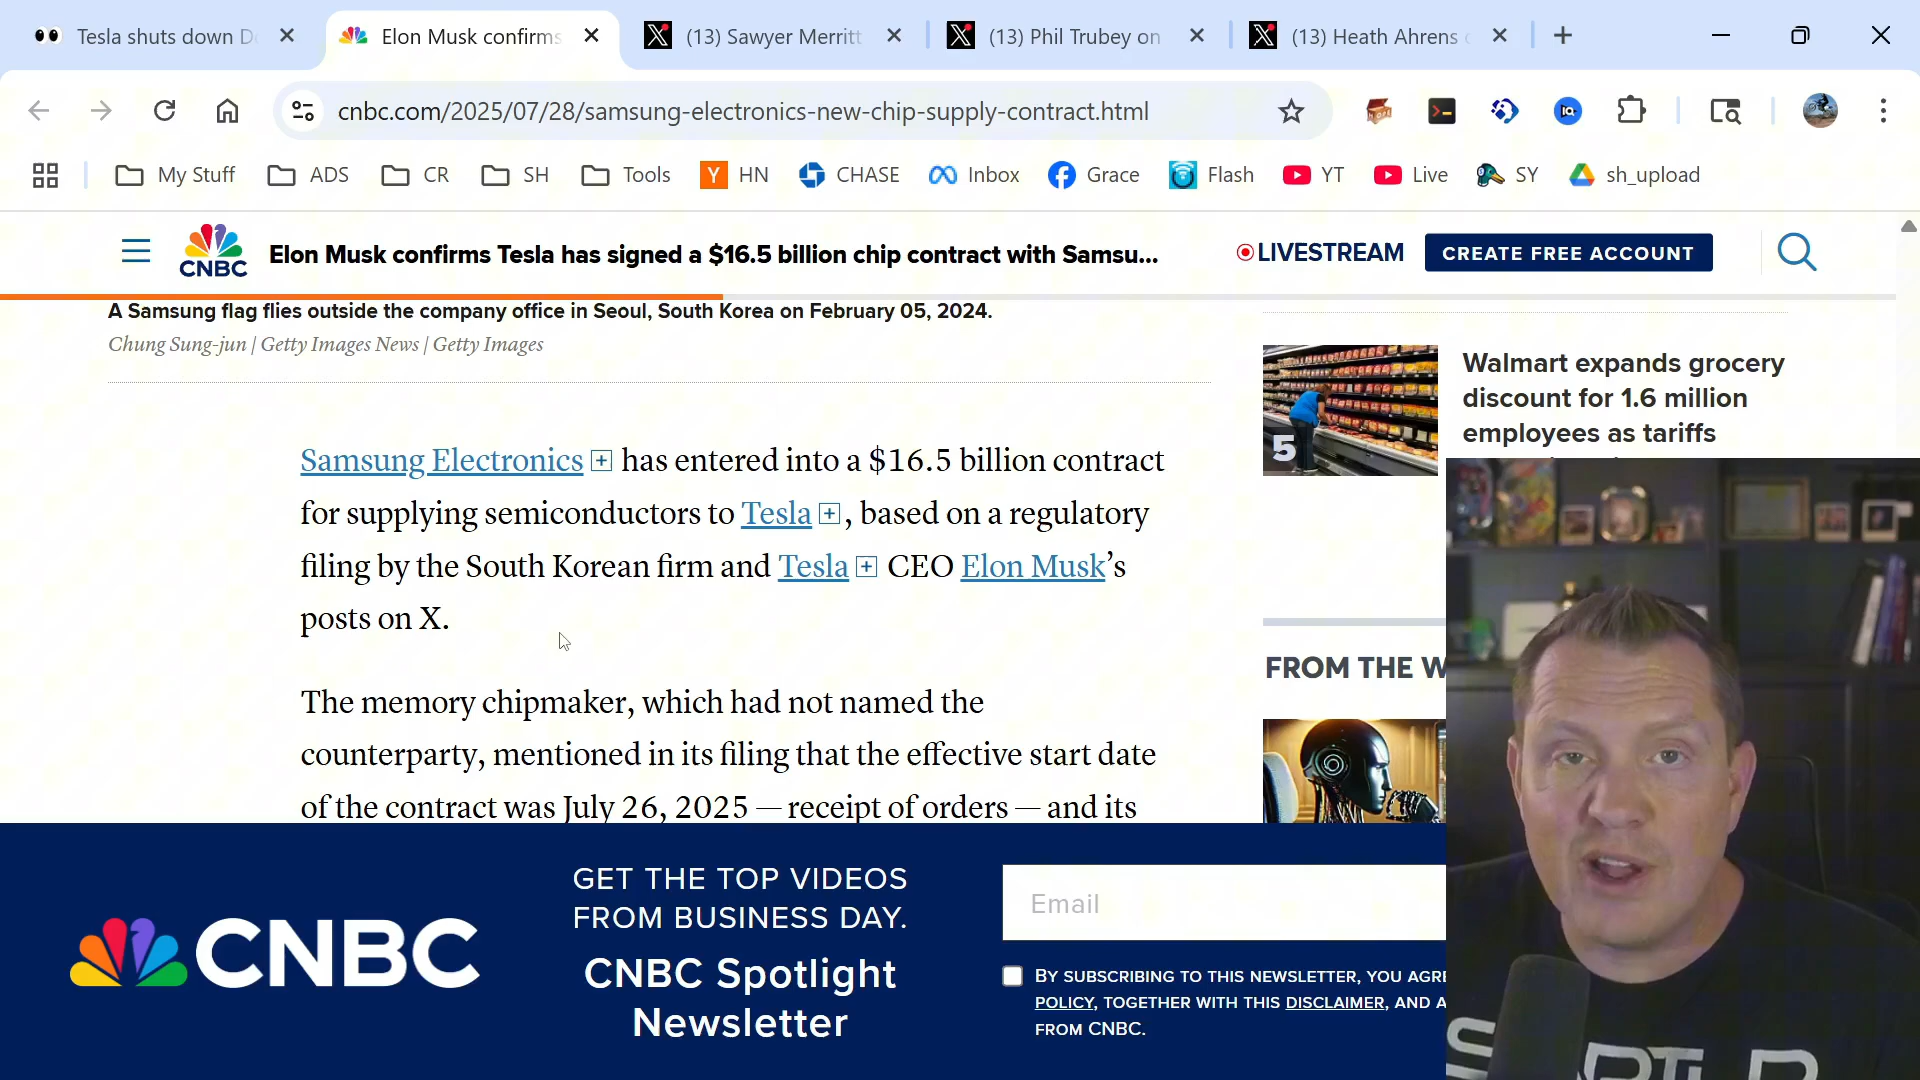 Tesla shuts down D
Elon Musk confirms
(13) Sawyer Merritt
(13) Phil Trubey on
(13) Heath Ahrens
cnbc.com/2025/07/28/samsung-electronics-new-chip-supply-contract.html
My Stuff
ADS
CR
SH
Tools
Y
HN
CHASE
Inbox
Grace
Flash
YT
Live
SY
sh_upload
CNBC
Elon Musk confirms Tesla has signed a $16.5 billion chip contract with Samsu...
LIVESTREAM
CREATE FREE ACCOUNT
A Samsung flag flies outside the company office in Seoul, South Korea on February 05, 2024.
Chung Sung-jun | Getty Images News | Getty Images
Samsung Electronics has entered into a $16.5 billion contract
for supplying semiconductors to Tesla , based on a regulatory
filing by the South Korean firm and Tesla CEO Elon Musk’s
posts on X.
The memory chipmaker, which had not named the
counterparty, mentioned in its filing that the effective start date
of the contract was July 26, 2025 — receipt of orders — and its
5
Walmart expands grocery
discount for 1.6 million
employees as tariffs
FROM THE W
CNBC
GET THE TOP VIDEOS
FROM BUSINESS DAY.
CNBC Spotlight
Newsletter
Email
BY SUBSCRIBING TO THIS NEWSLETTER, YOU AGRE
POLICY, TOGETHER WITH THIS DISCLAIMER, AND A
FROM CNBC.